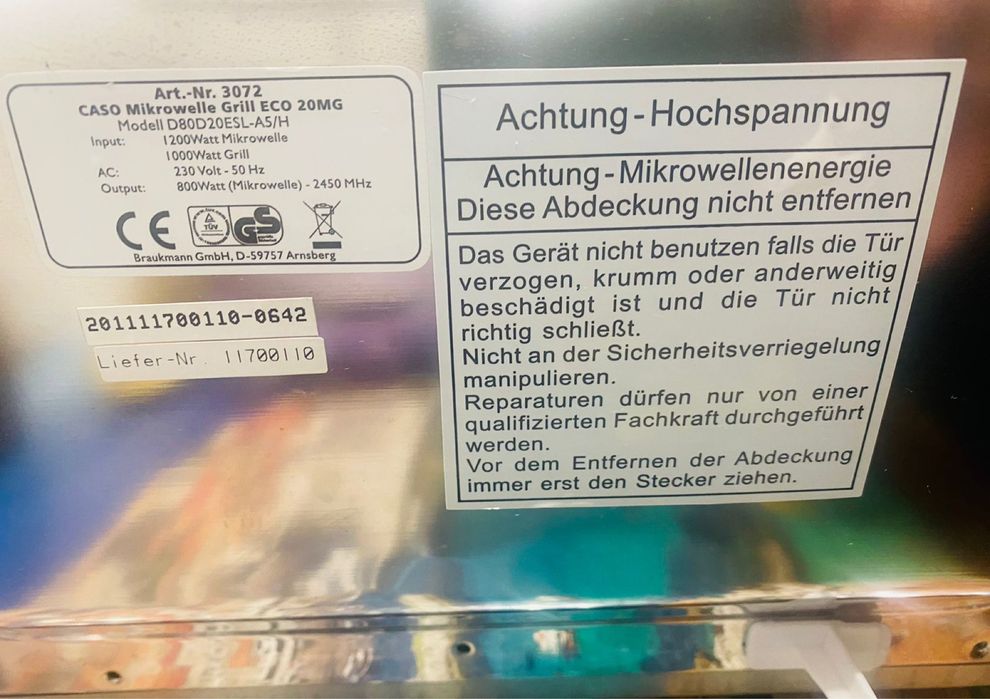 Art.-Nr. 3072
CASO Mikrowelle Grill ECO 20MG
Modell D80D20ESL-A5/H
Input: 1200Watt Mikrowelle
1000Watt Grill
AC: 230 Volt - 50 Hz
Output: 800Watt (Mikrowelle) - 2450 MHz
CE TÜV GS
Braukmann GmbH, D-59757 Arnsberg
201111700110-0642
Liefer-Nr. 11700110
Achtung-Hochspannung
Achtung-Mikrowellenenergie
Diese Abdeckung nicht entfernen
Das Gerät nicht benutzen falls die Tür
verzogen, krumm oder anderweitig
beschädigt ist und die Tür nicht
richtig schließt.
Nicht an der Sicherheitsverriegelung
manipulieren.
Reparaturen dürfen nur von einer
qualifizierten Fachkraft durchgeführt
werden.
Vor dem Entfernen der Abdeckung
immer erst den Stecker ziehen.